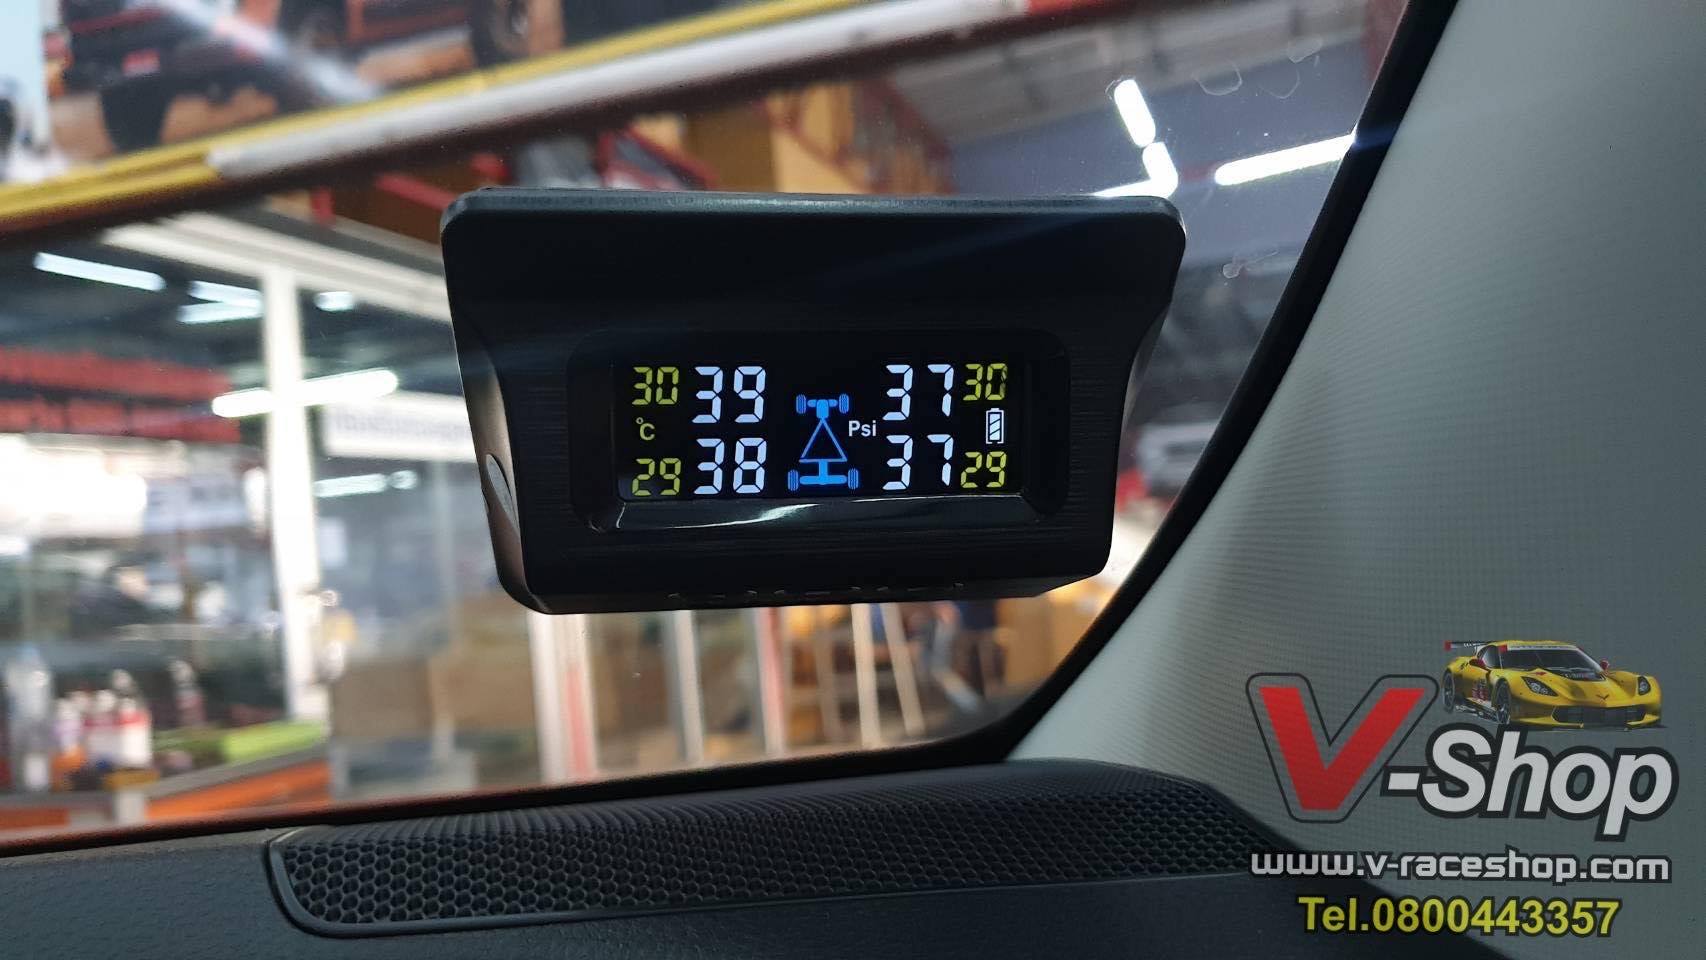 30 39 37 30
°C Psi
29 38 37 29
V-Shop
www.v-raceshop.com
Tel.0800443357